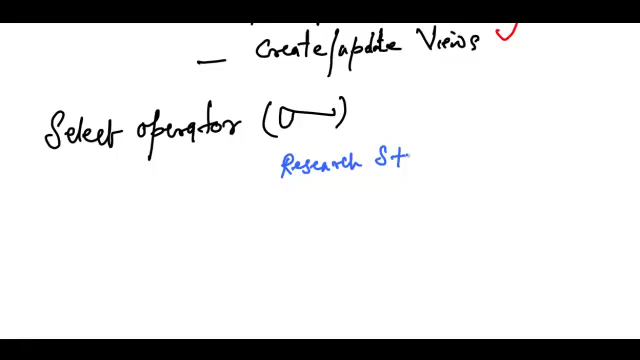 — Create/update Views ✓
Select operator (σ)
Research St